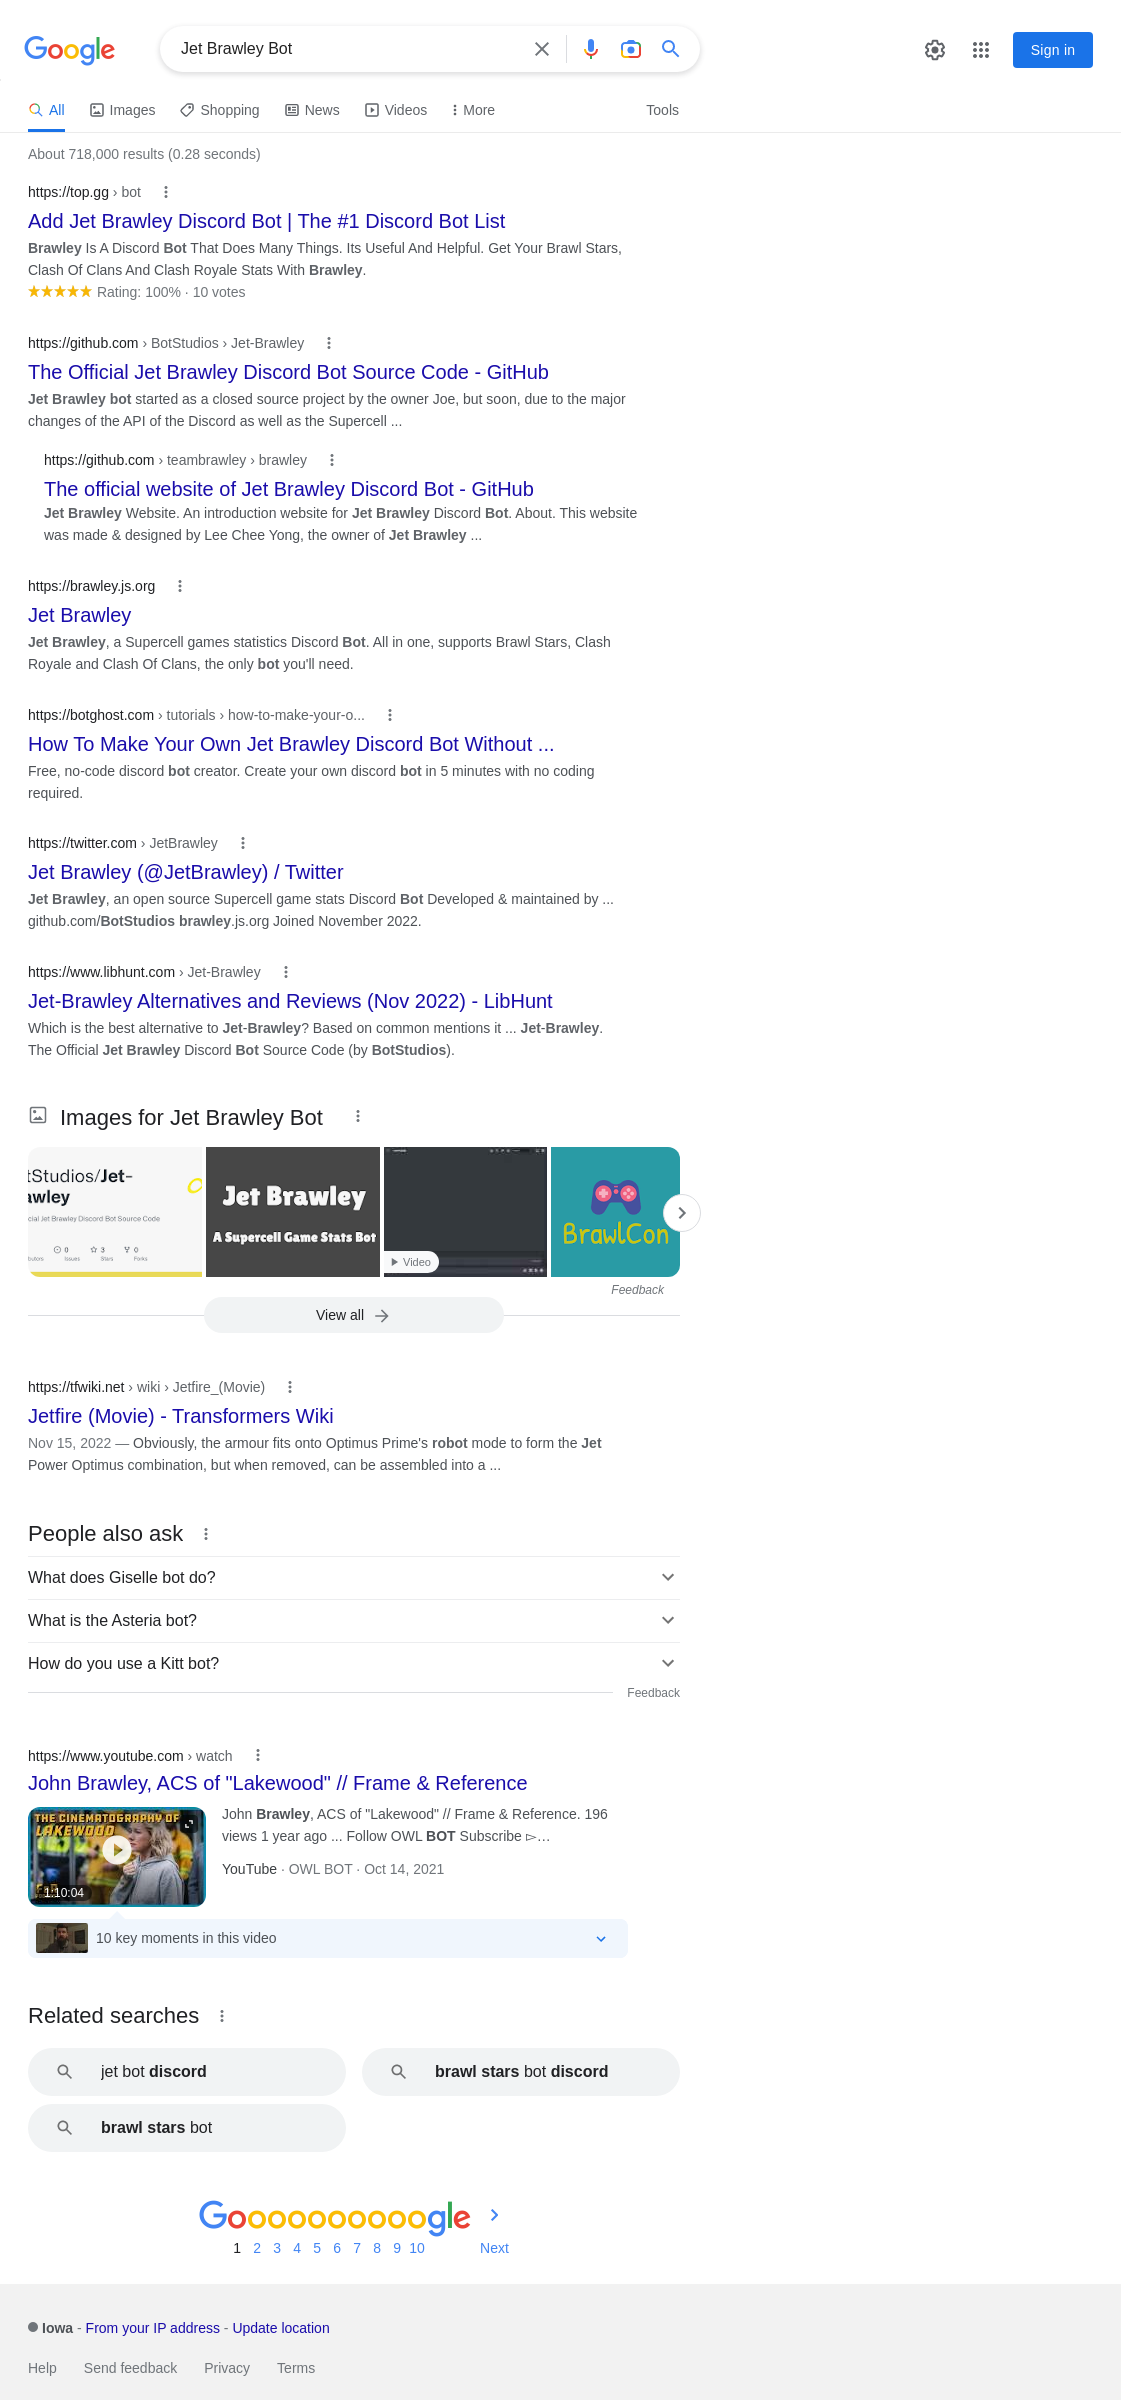 Google
Jet Brawley Bot
Sign in
All
Images
Shopping
News
Videos
More
Tools
About 718,000 results (0.28 seconds)
https://top.gg › bot
Add Jet Brawley Discord Bot | The #1 Discord Bot List
Brawley Is A Discord Bot That Does Many Things. Its Useful And Helpful. Get Your Brawl Stars,
Clash Of Clans And Clash Royale Stats With Brawley.
Rating: 100% · 10 votes
https://github.com › BotStudios › Jet-Brawley
The Official Jet Brawley Discord Bot Source Code - GitHub
Jet Brawley bot started as a closed source project by the owner Joe, but soon, due to the major
changes of the API of the Discord as well as the Supercell ...
https://github.com › teambrawley › brawley
The official website of Jet Brawley Discord Bot - GitHub
Jet Brawley Website. An introduction website for Jet Brawley Discord Bot. About. This website
was made & designed by Lee Chee Yong, the owner of Jet Brawley ...
https://brawley.js.org
Jet Brawley
Jet Brawley, a Supercell games statistics Discord Bot. All in one, supports Brawl Stars, Clash
Royale and Clash Of Clans, the only bot you'll need.
https://botghost.com › tutorials › how-to-make-your-o...
How To Make Your Own Jet Brawley Discord Bot Without ...
Free, no-code discord bot creator. Create your own discord bot in 5 minutes with no coding
required.
https://twitter.com › JetBrawley
Jet Brawley (@JetBrawley) / Twitter
Jet Brawley, an open source Supercell game stats Discord Bot Developed & maintained by ...
github.com/BotStudios brawley.js.org Joined November 2022.
https://www.libhunt.com › Jet-Brawley
Jet-Brawley Alternatives and Reviews (Nov 2022) - LibHunt
Which is the best alternative to Jet-Brawley? Based on common mentions it ... Jet-Brawley.
The Official Jet Brawley Discord Bot Source Code (by BotStudios).
Images for Jet Brawley Bot
tStudios/Jet-
awley
cial Jet Brawley Discord Bot Source Code
0 3 0
butors Issues Stars Forks
Jet Brawley
A Supercell Game Stats Bot
Video
BrawlCon
Feedback
View all
https://tfwiki.net › wiki › Jetfire_(Movie)
Jetfire (Movie) - Transformers Wiki
Nov 15, 2022 — Obviously, the armour fits onto Optimus Prime's robot mode to form the Jet
Power Optimus combination, but when removed, can be assembled into a ...
People also ask
What does Giselle bot do?
What is the Asteria bot?
How do you use a Kitt bot?
Feedback
https://www.youtube.com › watch
John Brawley, ACS of "Lakewood" // Frame & Reference
THE CINEMATOGRAPHY OF
LAKEWOOD
1:10:04
John Brawley, ACS of "Lakewood" // Frame & Reference. 196
views 1 year ago ... Follow OWL BOT Subscribe ▻…
YouTube · OWL BOT · Oct 14, 2021
10 key moments in this video
Related searches
jet bot discord
brawl stars bot discord
brawl stars bot
Goooooooooogle
1 2 3 4 5 6 7 8 9 10 Next
Iowa - From your IP address - Update location
Help Send feedback Privacy Terms